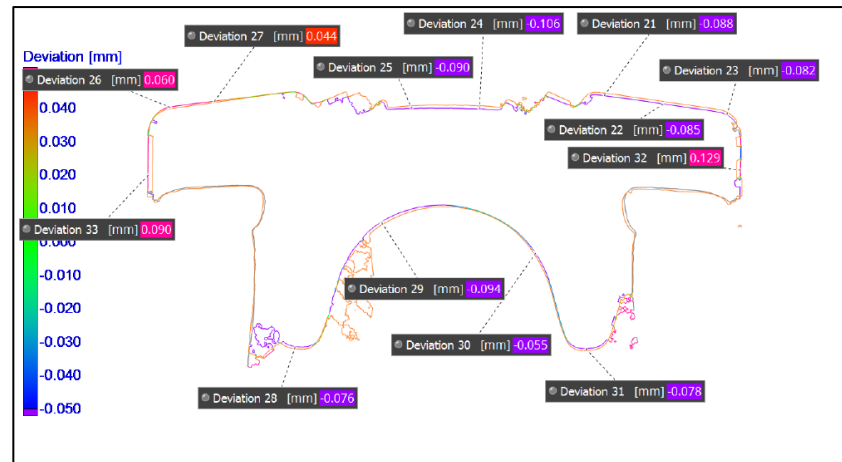 Deviation 24 [mm] -0.106
Deviation 21 [mm] -0.088
Deviation 27 [mm] 0.044
Deviation [mm]
Deviation 25 [mm] -0.090
Deviation 23 [mm] -0.082
Deviation 26 [mm] 0.060
0.040
0.030
Deviation 22 [mm] -0.085
0.020
Deviation 32 [mm] 0.129
0.010
Deviation 33 [mm] 0.090
0.000
-0.010
-0.020
Deviation 29 [mm] -0.094
-0.030
Deviation 30 [mm] -0.055
-0.040
Deviation 28 [mm] -0.076
Deviation 31 [mm] -0.078
-0.050